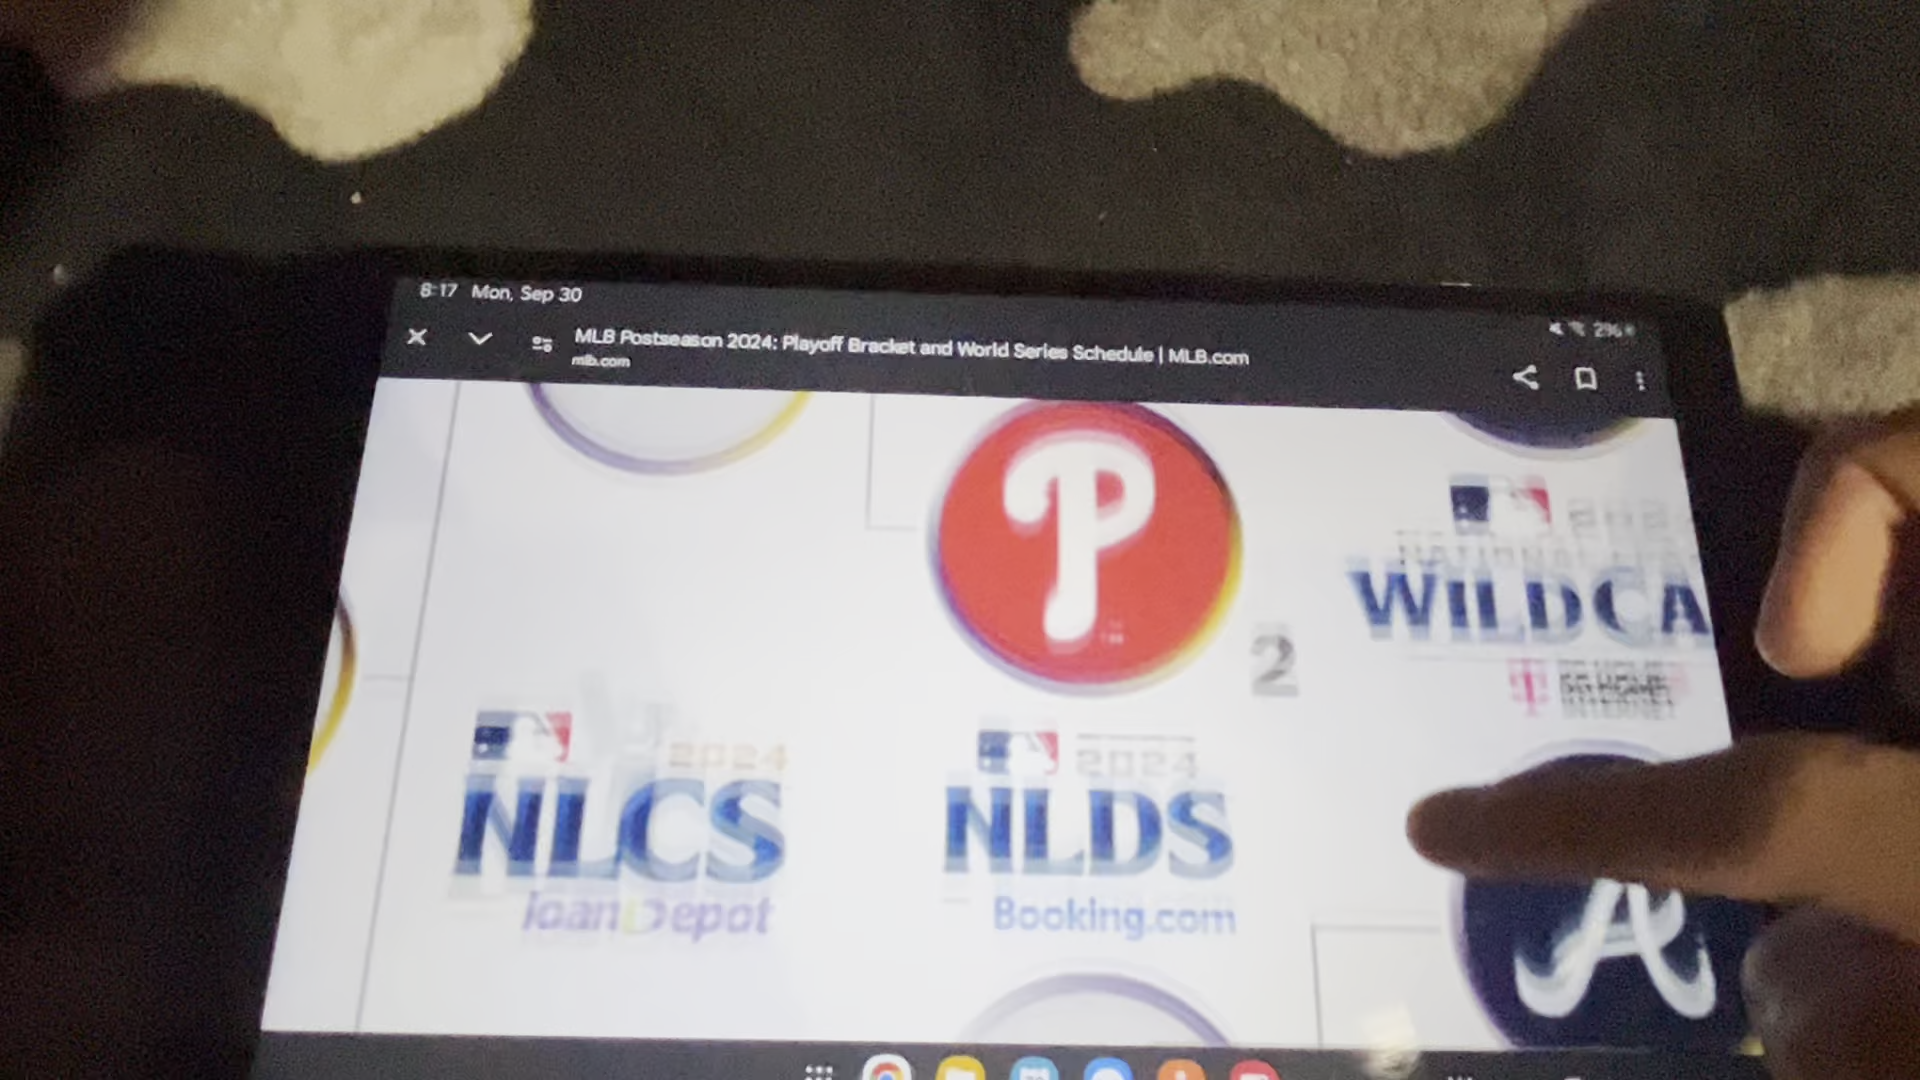 8:17 Mon, Sep 30
MLB Postseason 2024: Playoff Bracket and World Series Schedule | MLB.com
mlb.com
P
2
WILDCA
2024
NLCS
loanDepot
2024
NLDS
Booking.com
A